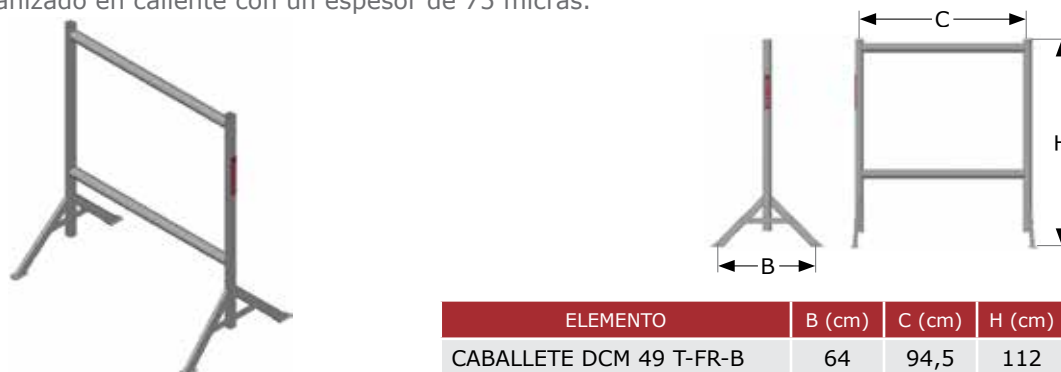 anizado en caliente con un espesor de 75 micras.
C
H
B
ELEMENTO B (cm) C (cm) H (cm)
CABALLETE DCM 49 T-FR-B 64 94,5 112